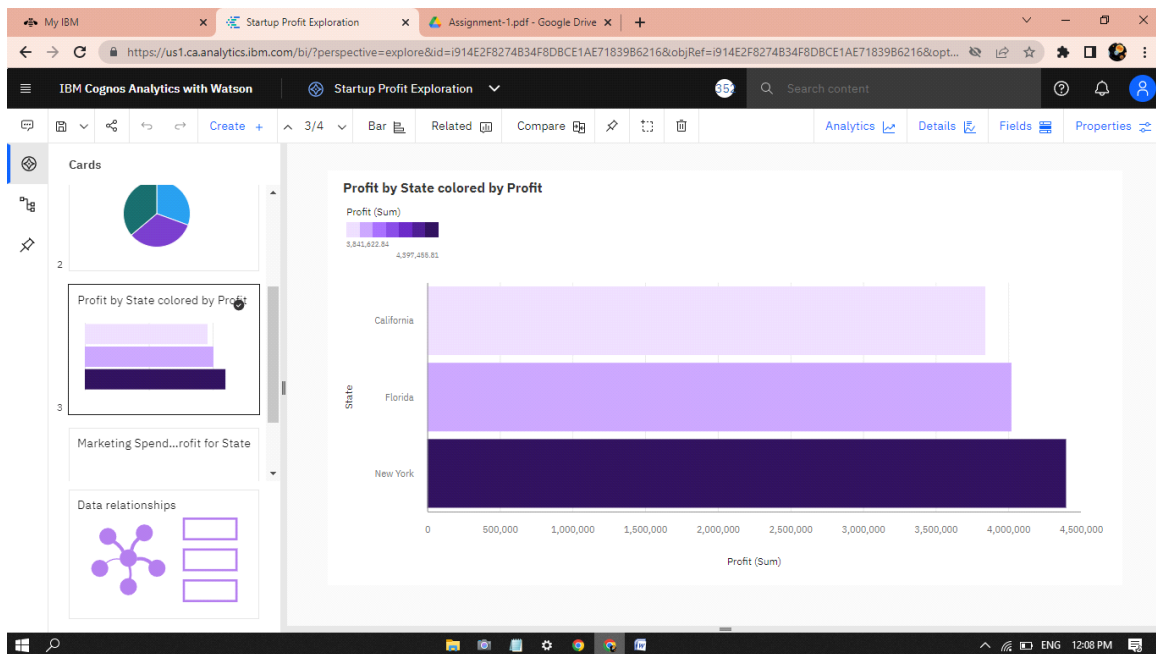 My IBM
Startup Profit Exploration
Assignment-1.pdf - Google Drive
https://us1.ca.analytics.ibm.com/bi/?perspective=explore&id=i914E2F8274B34F8DBCE1AE71839B6216&objRef=i914E2F8274B34F8DBCE1AE71839B6216&opt...
IBM Cognos Analytics with Watson
Startup Profit Exploration
Search content
Create +
3/4
Bar
Related
Compare
Analytics
Details
Fields
Properties
Cards
2
Profit by State colored by Profit
3
Marketing Spend...rofit for State
Data relationships
Profit by State colored by Profit
Profit (Sum)
3,841,622.84
4,397,455.81
State
California
Florida
New York
0 500,000 1,000,000 1,500,000 2,000,000 2,500,000 3,000,000 3,500,000 4,000,000 4,500,000
Profit (Sum)
ENG 12:08 PM